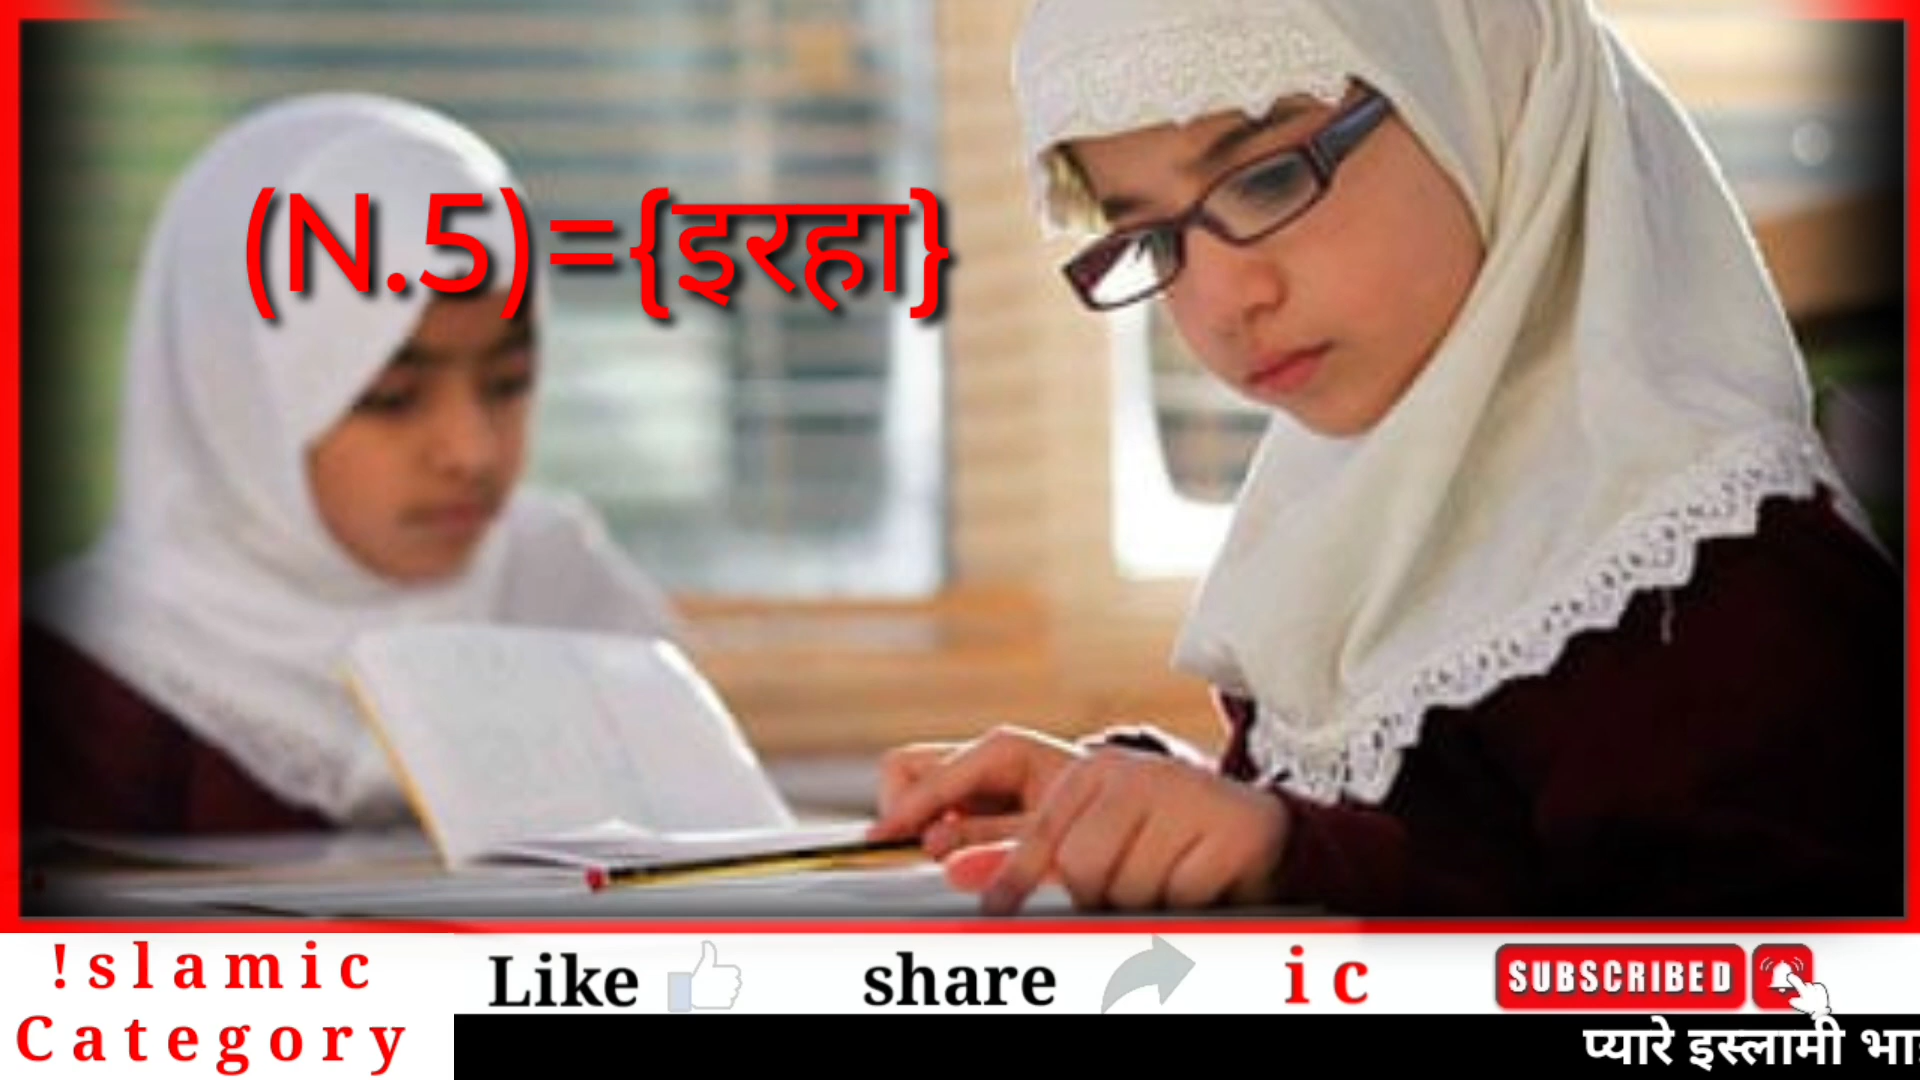 (N.5)={इरहा}
!slamic
Category
Like
share
ic
SUBSCRIBED
प्यारे इस्लामी